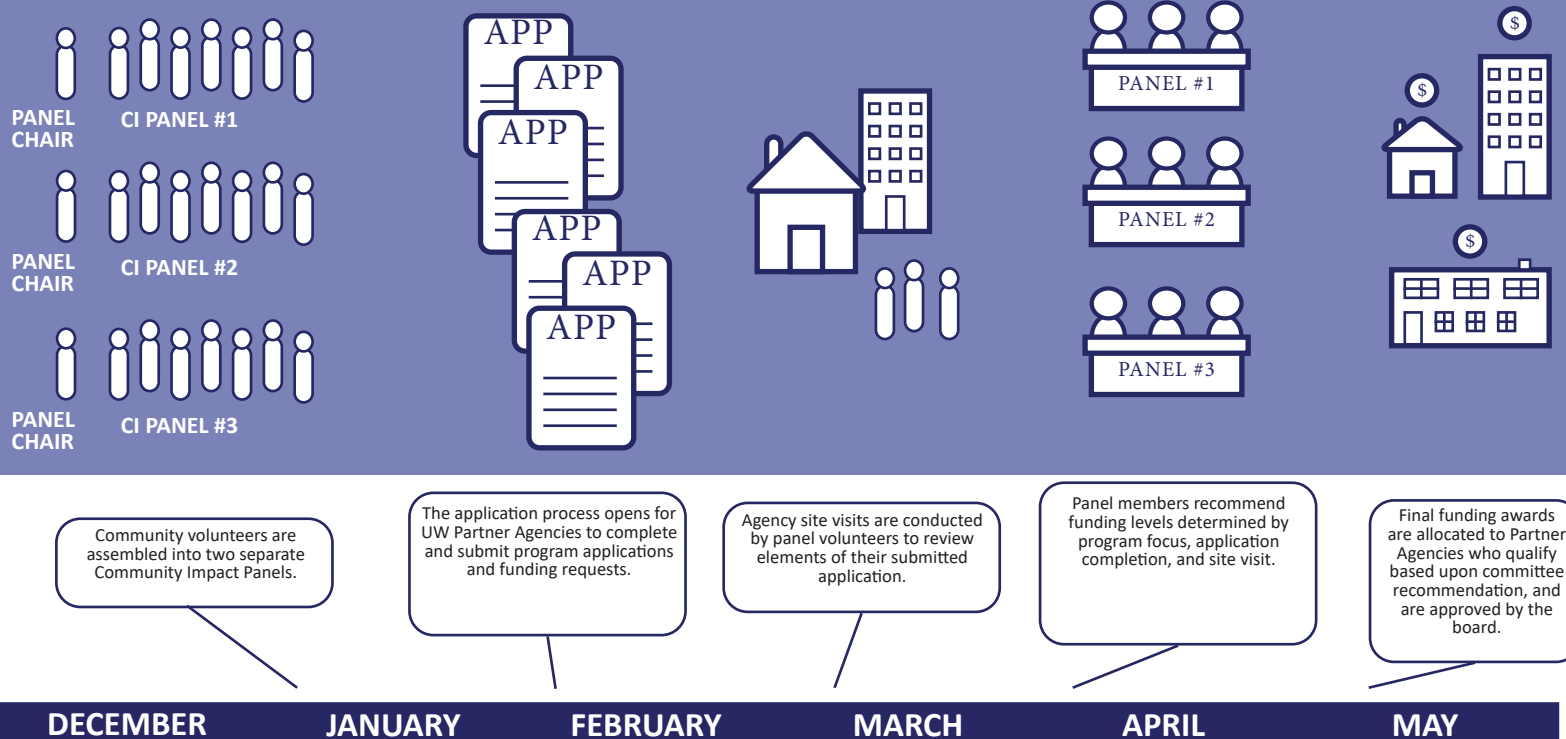 PANEL
CHAIR
CI PANEL #1
PANEL
CHAIR
CI PANEL #2
PANEL
CHAIR
CI PANEL #3
APP
APP
APP
APP
APP
APP
PANEL #1
PANEL #2
PANEL #3
$
$
$
Community volunteers are
assembled into two separate
Community Impact Panels.
The application process opens for
UW Partner Agencies to complete
and submit program applications
and funding requests.
Agency site visits are conducted
by panel volunteers to review
elements of their submitted
application.
Panel members recommend
funding levels determined by
program focus, application
completion, and site visit.
Final funding awards
are allocated to Partner
Agencies who qualify
based upon committee
recommendation, and
are approved by the
board.
DECEMBER
JANUARY
FEBRUARY
MARCH
APRIL
MAY